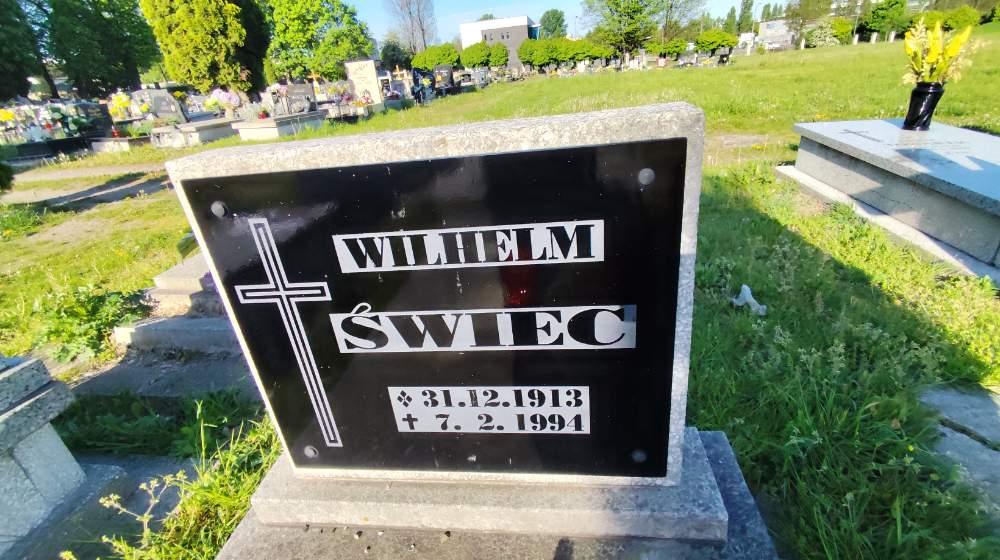 WILHELM
ŚWIEC
❖ 31.12.1913
✝ 7. 2. 1994